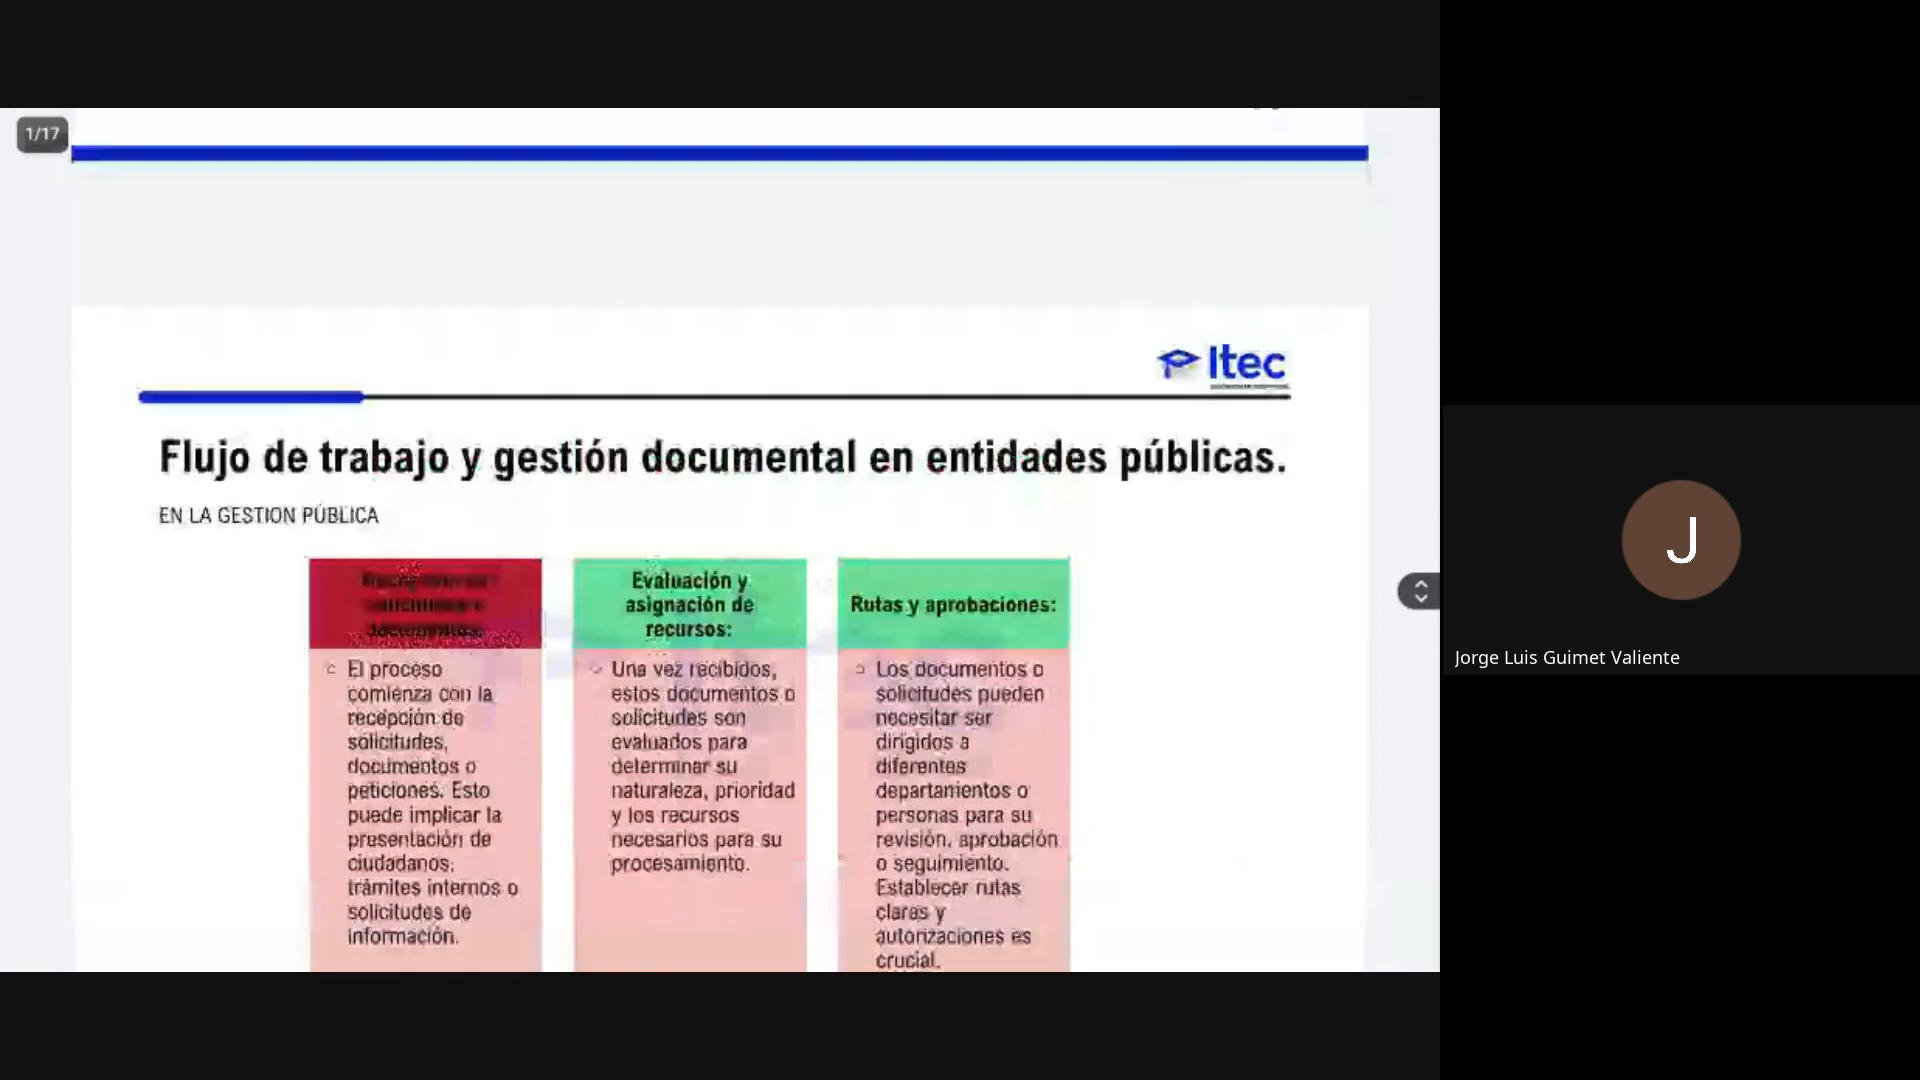 1/17
Itec
Flujo de trabajo y gestión documental en entidades públicas.
EN LA GESTION PÚBLICA
El proceso
comienza con la
recepción de
solicitudes,
documentos o
peticiones. Esto
puede implicar la
presentación de
ciudadanos,
trámites internos o
solicitudes de
información.
Evaluación y
asignación de
recursos:
Una vez recibidos,
estos documentos o
solicitudes son
evaluados para
determinar su
naturaleza, prioridad
y los recursos
necesarios para su
procesamiento.
Rutas y aprobaciones:
Los documentos o
solicitudes pueden
necesitar ser
dirigidos a
diferentes
departamentos o
personas para su
revisión, aprobación
o seguimiento.
Establecer rutas
claras y
autorizaciones es
crucial.
J
Jorge Luis Guimet Valiente